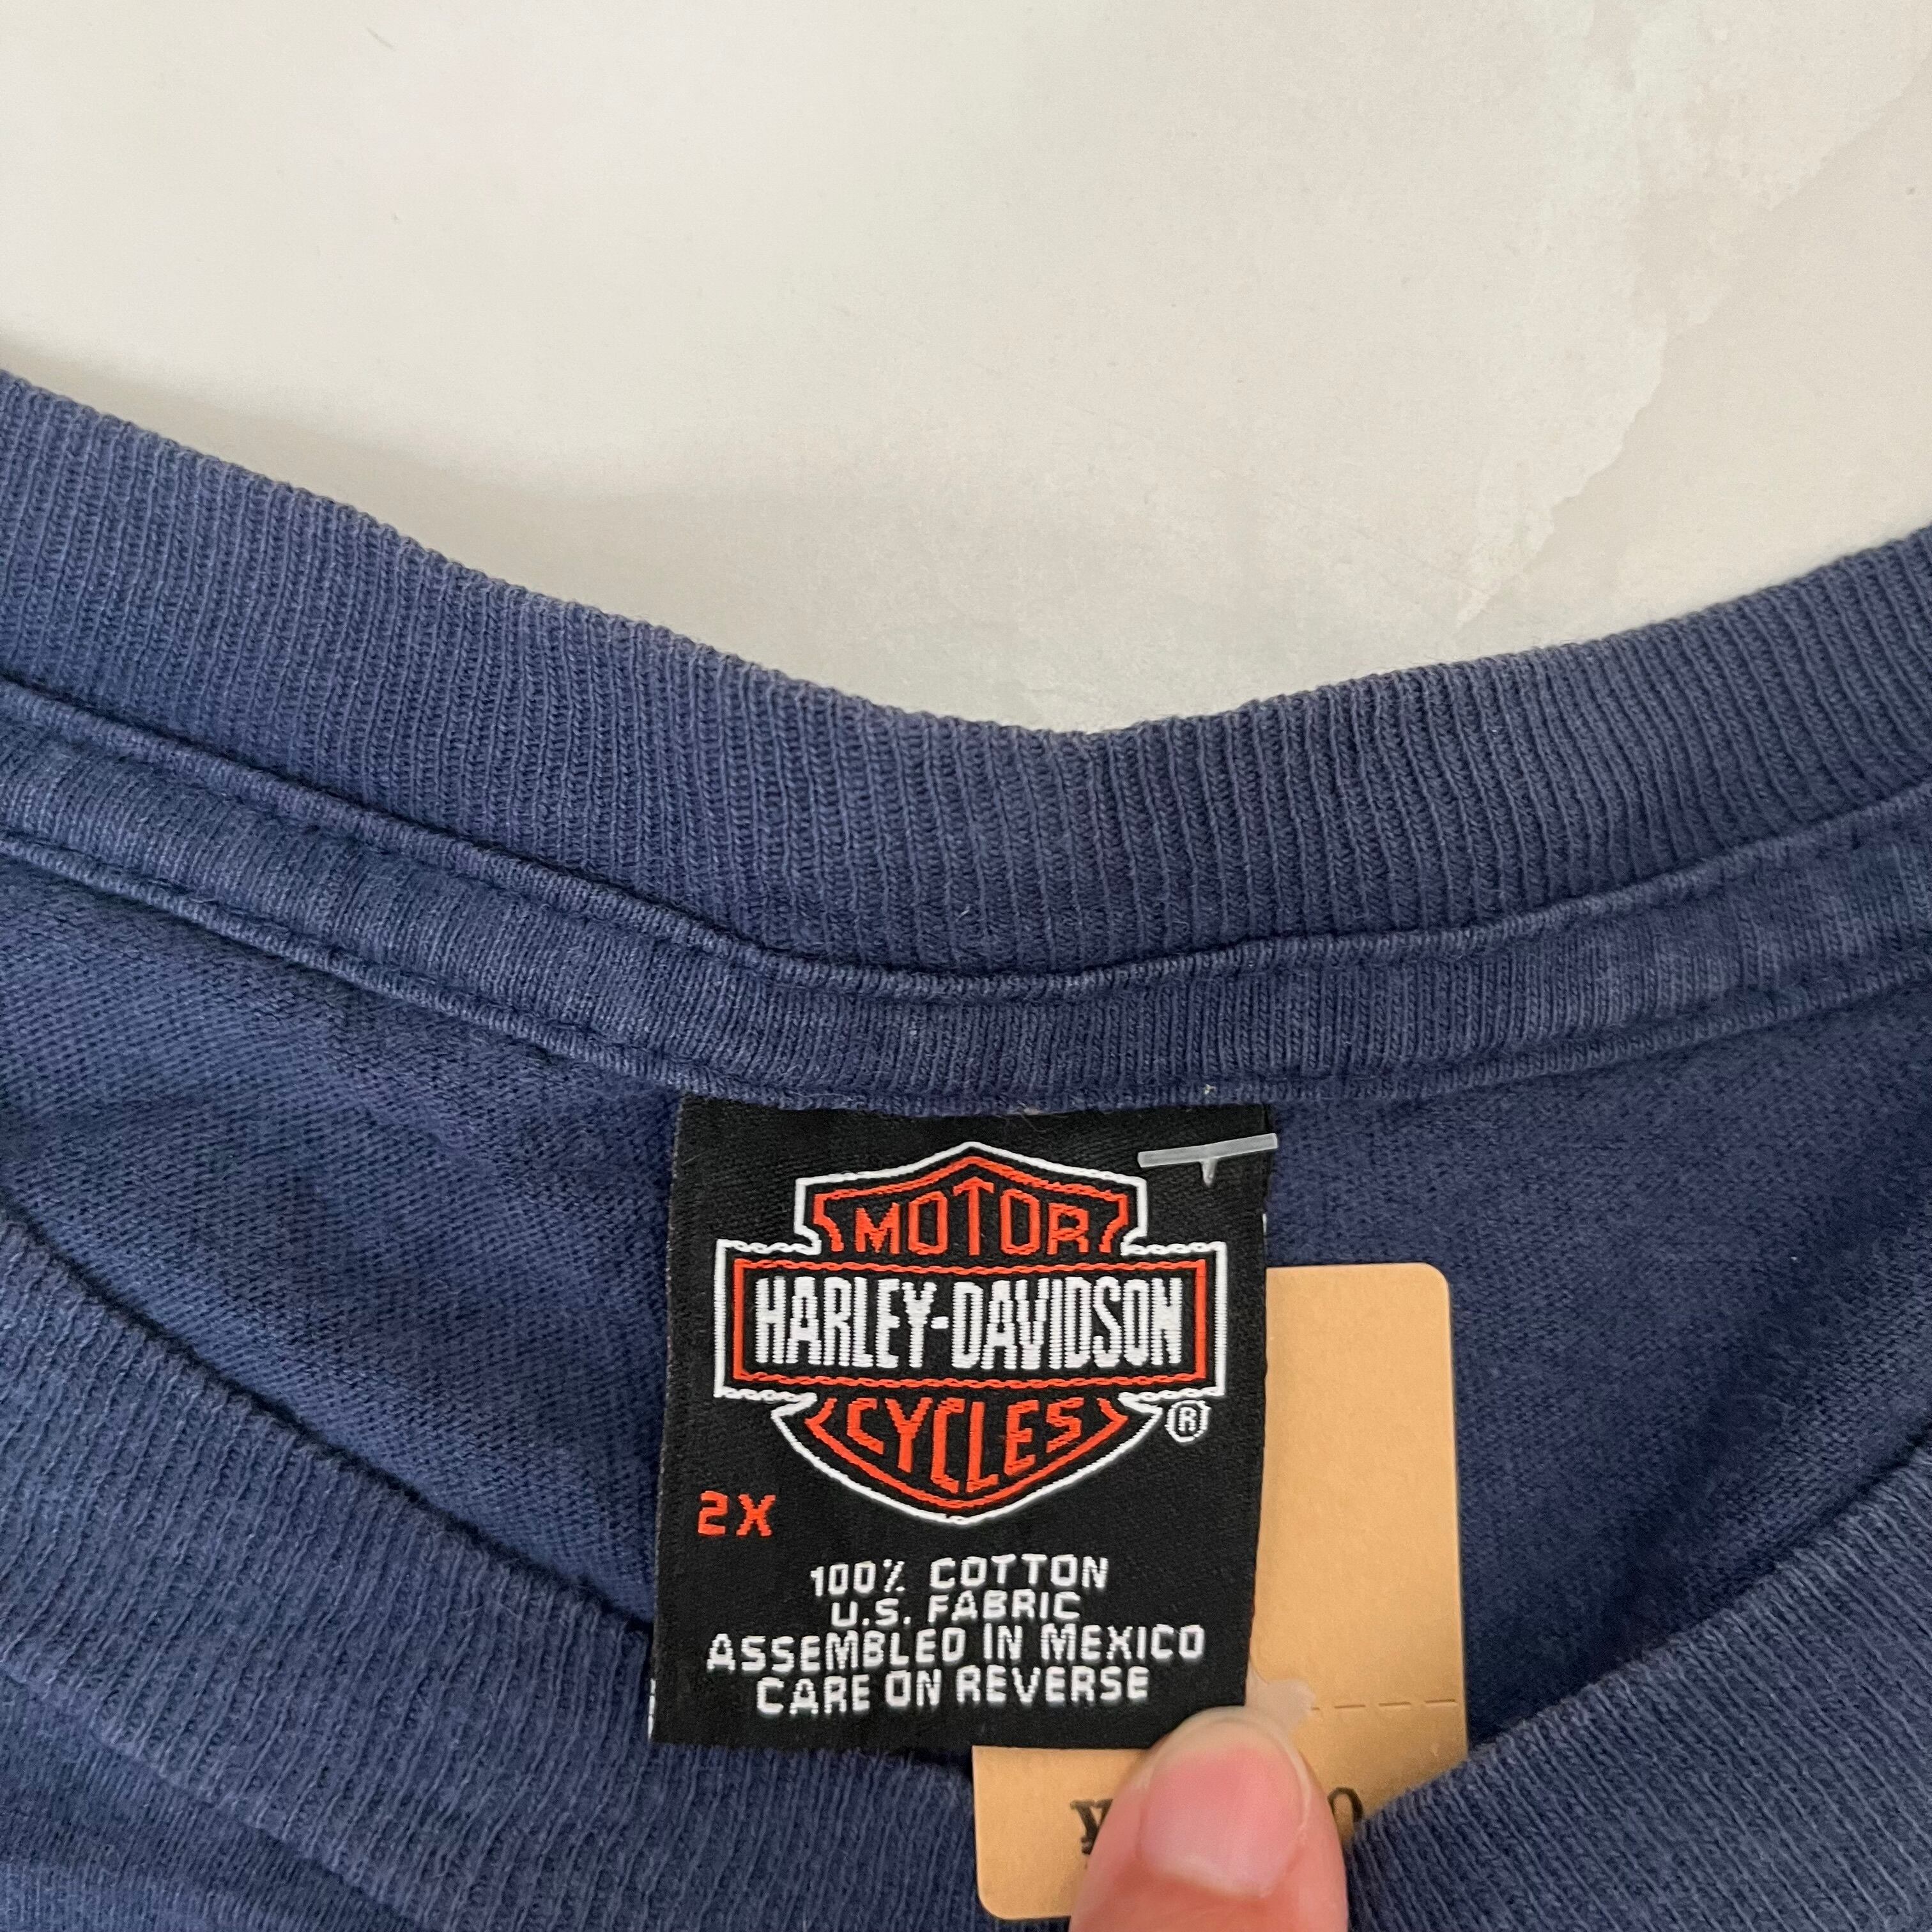 MOTOR
HARLEY-DAVIDSON
CYCLES
®
2X
100% COTTON
U.S. FABRIC
ASSEMBLED IN MEXICO
CARE ON REVERSE